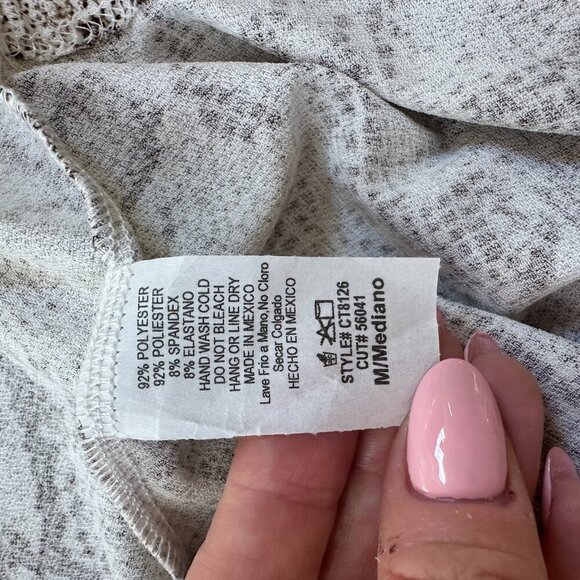 92% POLYESTER
92% POLIESTER
8% SPANDEX
8% ELASTANO
HAND WASH COLD
DO NOT BLEACH
HANG OR LINE DRY
MADE IN MEXICO
Lave Frio a Mano,No Cloro
Secar Colgado
HECHO EN MEXICO
STYLE# CT8126
CUT# 56041
M/Mediano